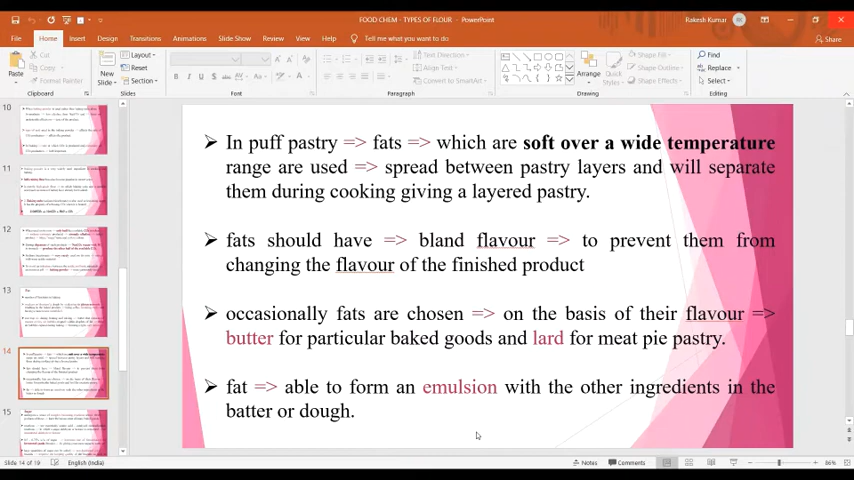 FOOD CHEM - TYPES OF FLOUR - PowerPoint
Rakesh Kumar RK
File Home Insert Design Transitions Animations Slide Show Review View Help Tell me what you want to do Share
Cut
Copy
Format Painter
Paste
Clipboard
New
Slide
Layout
Reset
Section
Slides
Font
Text Direction
Align Text
Convert to SmartArt
Paragraph
Arrange
Quick
Styles
Shape Fill
Shape Outline
Shape Effects
Drawing
Find
Replace
Select
Editing
10
11
12
13
14
15
➢ In puff pastry => fats => which are soft over a wide temperature
range are used => spread between pastry layers and will separate
them during cooking giving a layered pastry.
➢ fats should have => bland flavour => to prevent them from
changing the flavour of the finished product
➢ occasionally fats are chosen => on the basis of their flavour =>
butter for particular baked goods and lard for meat pie pastry.
➢ fat => able to form an emulsion with the other ingredients in the
batter or dough.
Slide 14 of 19 English (India) Notes Comments 86%